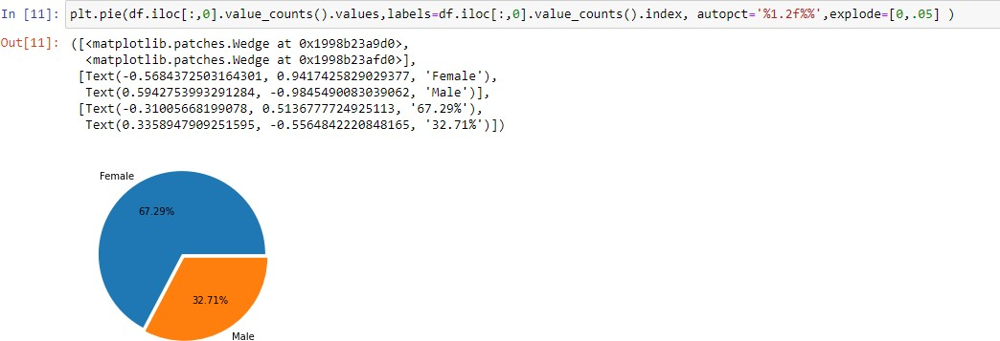 In [11]: plt.pie(df.iloc[:,0].value_counts().values,labels=df.iloc[:,0].value_counts().index, autopct='%1.2f%%',explode=[0,.05] )
Out[11]: ([<matplotlib.patches.Wedge at 0x1998b23a9d0>,
<matplotlib.patches.Wedge at 0x1998b23afd0>],
[Text(-0.5684372503164301, 0.9417425829029377, 'Female'),
Text(0.5942753993291284, -0.9845490083039062, 'Male')],
[Text(-0.31005668199078, 0.5136777724925113, '67.29%'),
Text(0.3358947909251595, -0.5564842220848165, '32.71%')])
Female
67.29%
32.71%
Male